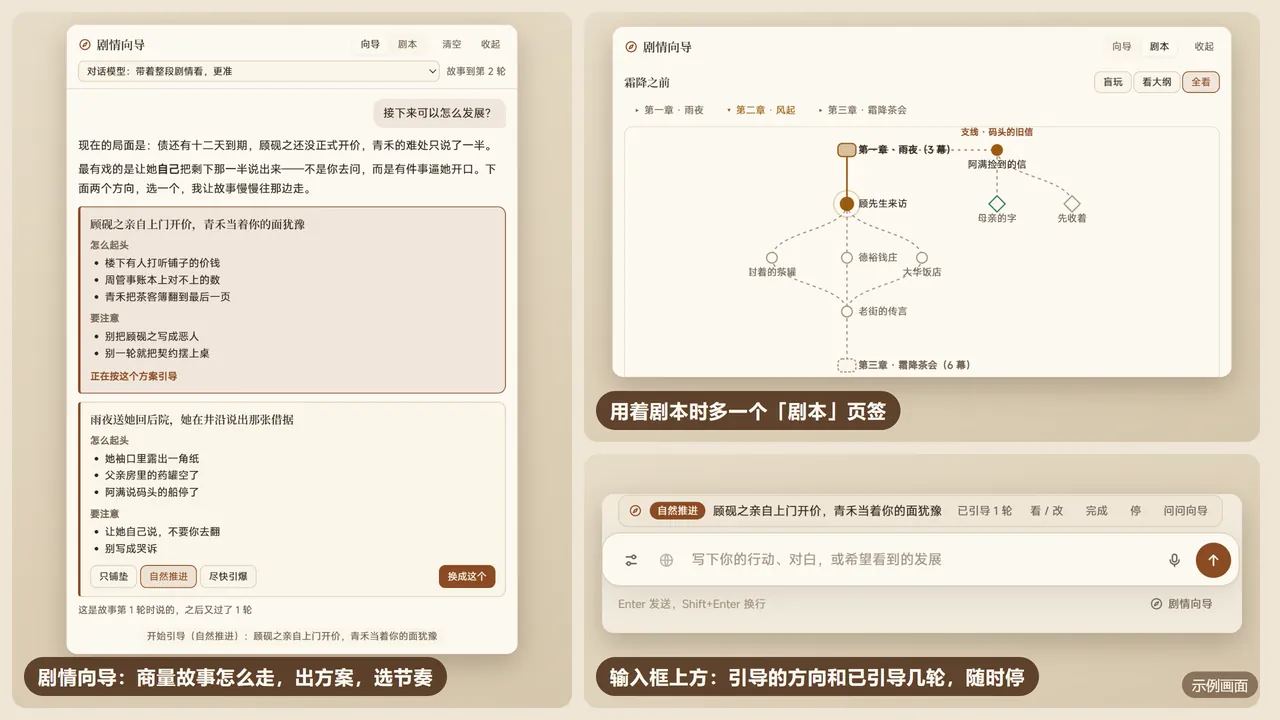 剧情向导
向导 剧本 清空 收起
对话模型：带着整段剧情看，更准
故事到第 2 轮
接下来可以怎么发展？
现在的局面是：债还有十二天到期，顾砚之还没正式开价，青禾的难处只说了一半。
最有戏的是让她自己把剩下那一半说出来——不是你去问，而是有件事逼她开口。下
面两个方向，选一个，我让故事慢慢往那边走。
顾砚之亲自上门开价，青禾当着你的面犹豫
怎么起头
• 楼下有人打听铺子的价钱
• 周管事账本上对不上的数
• 青禾把茶客簿翻到最后一页
要注意
• 别把顾砚之写成恶人
• 别一轮就把契约摆上桌
正在按这个方案引导
雨夜送她回后院，她在井沿说出那张借据
怎么起头
• 她袖口里露出一角纸
• 父亲房里的药罐空了
• 阿满说码头的船停了
要注意
• 让她自己说，不要你去翻
• 别写成哭诉
只铺垫 自然推进 尽快引爆 换成这个
这是故事第 1 轮时说的，之后又过了 1 轮
开始引导（自然推进）：顾砚之亲自上门开价，青禾当着你的面犹豫
剧情向导：商量故事怎么走，出方案，选节奏
剧情向导
向导 剧本 收起
霜降之前
盲玩 看大纲 全看
▸ 第一章 · 雨夜 ▾ 第二章 · 风起 ▸ 第三章 · 霜降茶会
支线 · 码头的旧信
第一章 · 雨夜 (3 幕)
阿满捡到的信
顾先生来访
母亲的字 先收着
封着的茶罐 德裕钱庄 大华饭店
老街的传言
第三章 · 霜降茶会（6 幕）
用着剧本时多一个「剧本」页签
自然推进 顾砚之亲自上门开价，青禾当着你的面犹豫 已引导 1 轮 看 / 改 完成 停 问问向导
写下你的行动、对白，或希望看到的发展
Enter 发送，Shift+Enter 换行
剧情向导
输入框上方：引导的方向和已引导几轮，随时停
示例画面